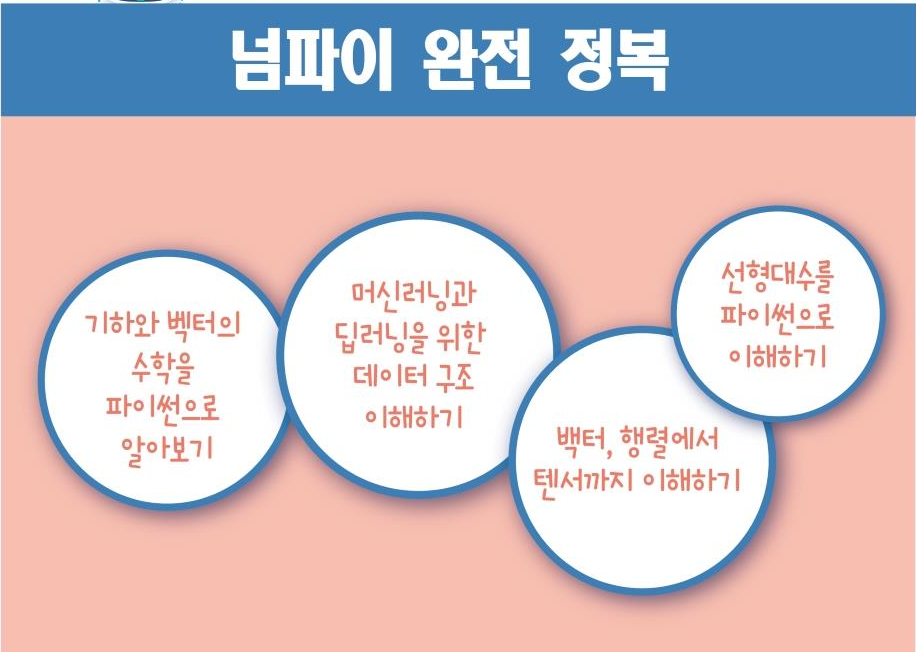 넘파이 완전 정복
기하와 벡터의
수학을
파이썬으로
알아보기
머신러닝과
딥러닝을 위한
데이터 구조
이해하기
백터, 행렬에서
텐서까지 이해하기
선형대수를
파이썬으로
이해하기